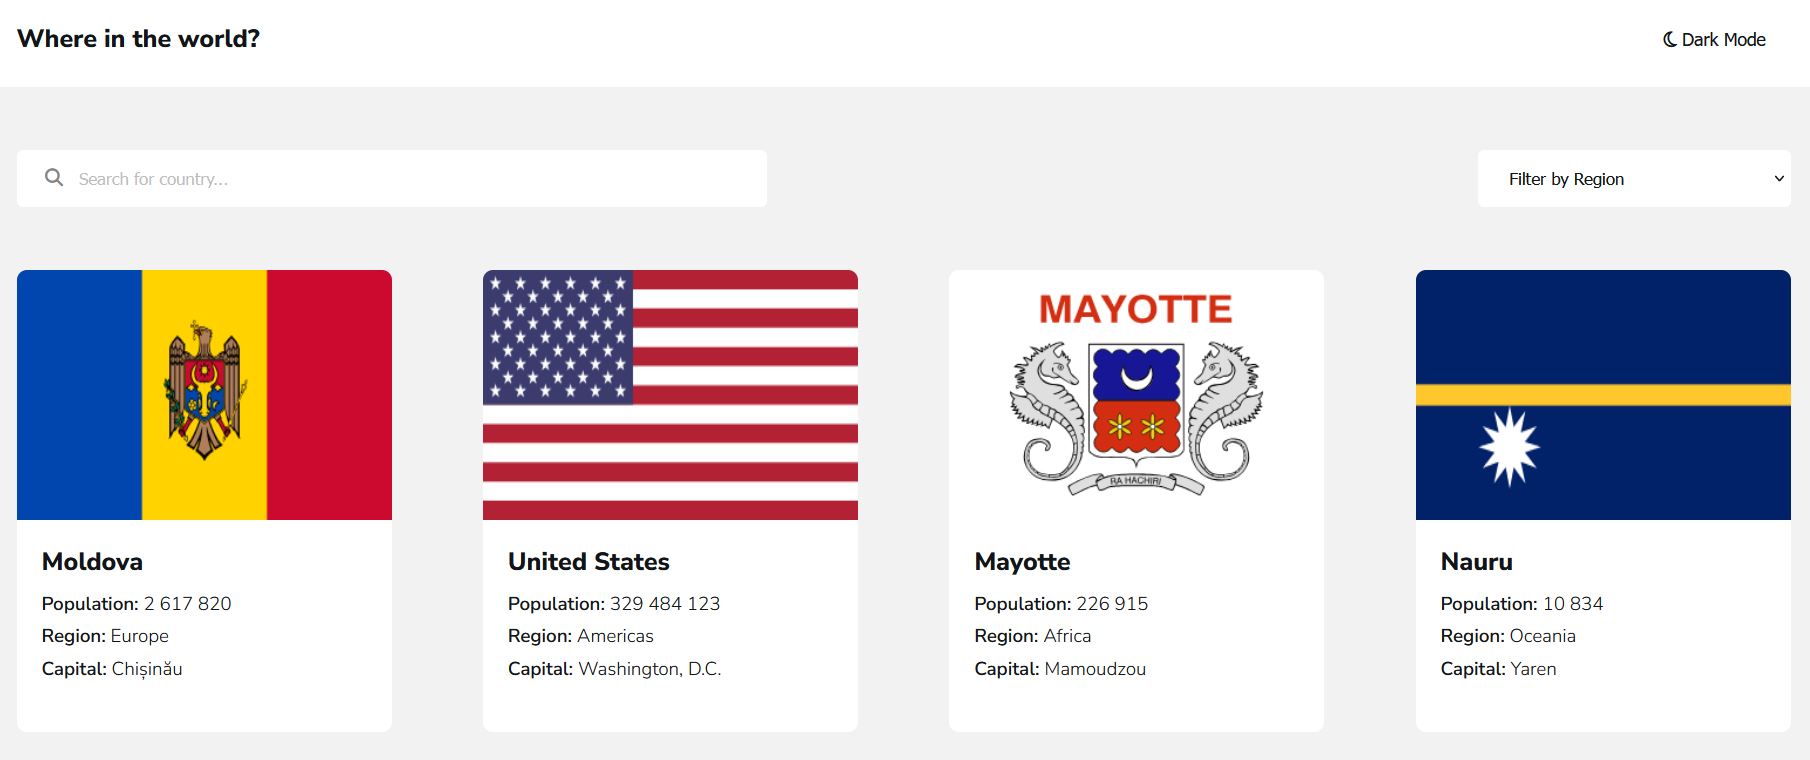 Where in the world?
Dark Mode
Search for country...
Filter by Region
MAYOTTE
RA HACHIRI
Moldova
Population: 2 617 820
Region: Europe
Capital: Chișinău
United States
Population: 329 484 123
Region: Americas
Capital: Washington, D.C.
Mayotte
Population: 226 915
Region: Africa
Capital: Mamoudzou
Nauru
Population: 10 834
Region: Oceania
Capital: Yaren